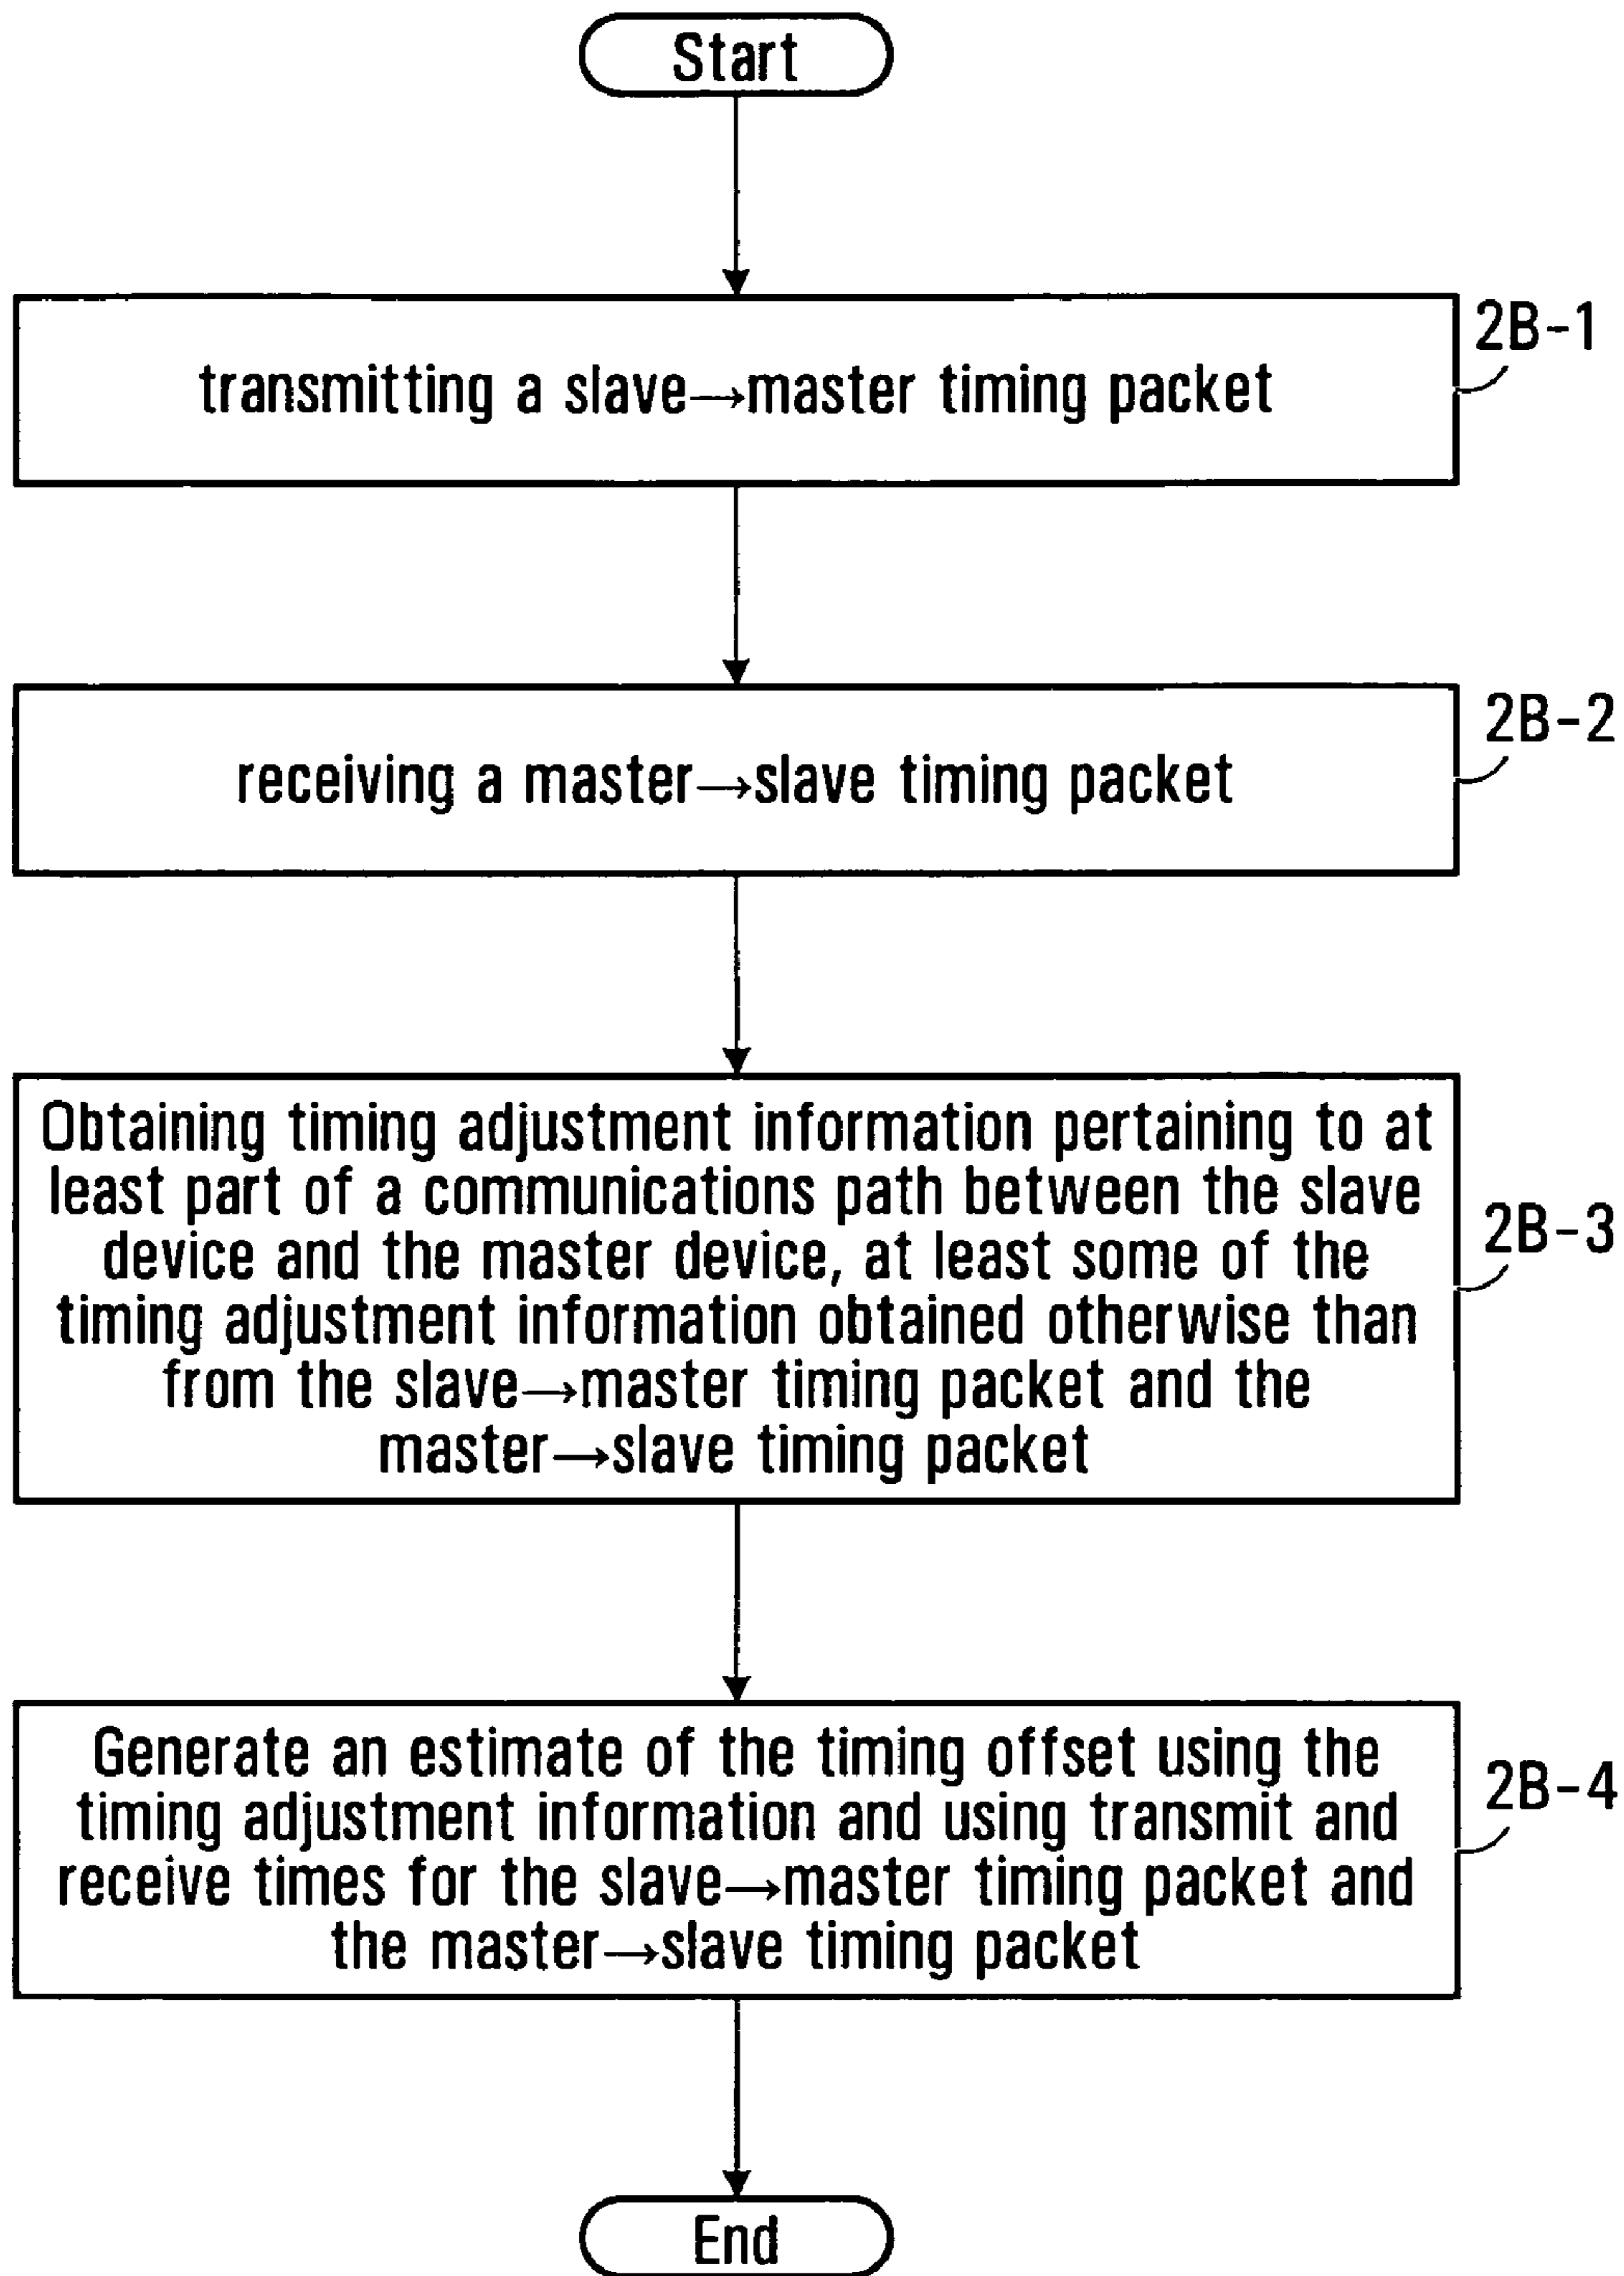 Start
2B-1
transmitting a slave→master timing packet
2B-2
receiving a master→slave timing packet
Obtaining timing adjustment information pertaining to at
least part of a communications path between the slave
device and the master device, at least some of the
timing adjustment information obtained otherwise than
from the slave→master timing packet and the
master→slave timing packet
2B-3
Generate an estimate of the timing offset using the
timing adjustment information and using transmit and
receive times for the slave→master timing packet and
the master→slave timing packet
2B-4
End